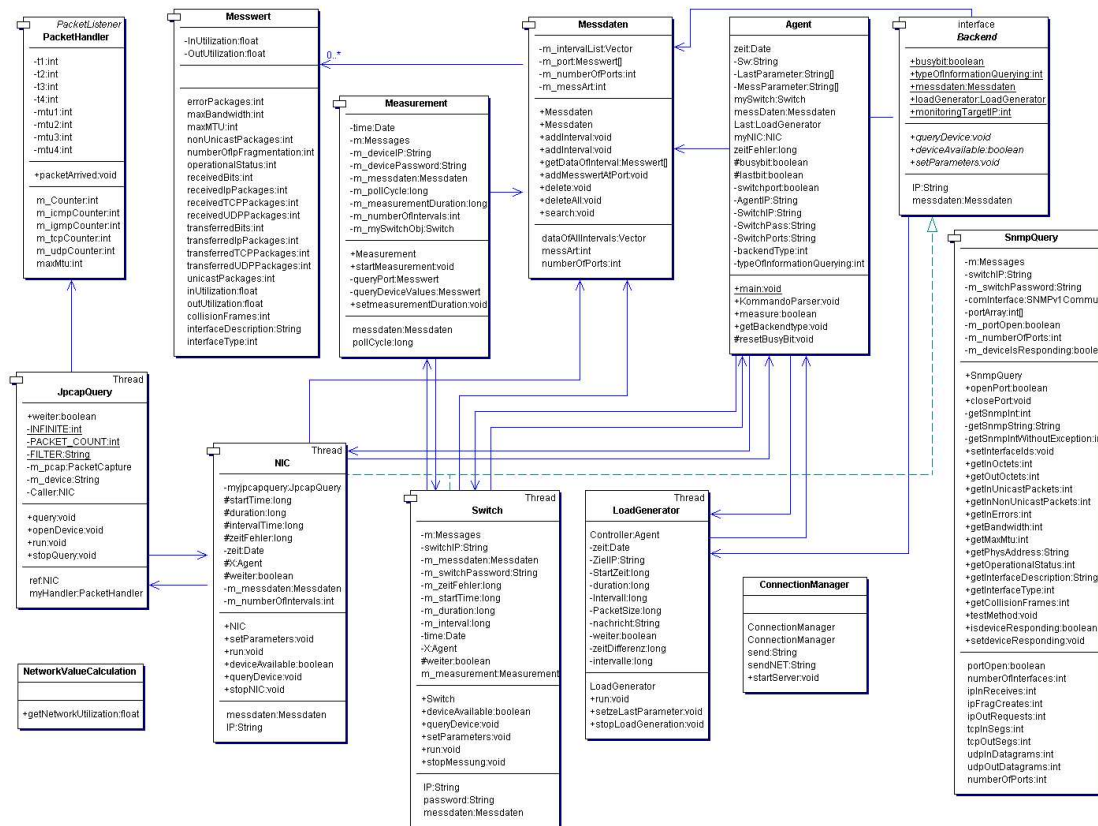 PacketListener
PacketHandler
-t1:int
-t2:int
-t3:int
-t4:int
-mtu1:int
-mtu2:int
-mtu3:int
-mtu4:int
+packetArrived:void
m_Counter:int
m_icmpCounter:int
m_igmpCounter:int
m_tcpCounter:int
m_udpCounter:int
maxMtu:int
Messwert
-InUtilization:float
-OutUtilization:float
errorPackages:int
maxBandwidth:int
maxMTU:int
nonUnicastPackages:int
numberOfIpFragmentation:int
operationalStatus:int
receivedBits:int
receivedIpPackages:int
receivedTCPPackages:int
receivedUDPPackages:int
transferredBits:int
transferredIpPackages:int
transferredTCPPackages:int
transferredUDPPackages:int
unicastPackages:int
inUtilization:float
outUtilization:float
collisionFrames:int
interfaceDescription:String
interfaceType:int
0..*
Measurement
-time:Date
-m:Messages
-m_deviceIP:String
-m_devicePassword:String
-m_messdaten:Messdaten
-m_pollCycle:long
-m_measurementDuration:long
-m_numberOfIntervals:int
-m_mySwitchObj:Switch
+Measurement
+startMeasurement:void
-queryPort:Messwert
-queryDeviceValues:Messwert
+setmeasurementDuration:void
messdaten:Messdaten
pollCycle:long
Messdaten
-m_intervalList:Vector
-m_port:Messwert[]
-m_numberOfPorts:int
-m_messArt:int
+Messdaten
+Messdaten
+addInterval:void
+addInterval:void
+getDataOfInterval:Messwert[]
+addMesswertAtPort:void
+delete:void
+deleteAll:void
+search:void
dataOfAllIntervals:Vector
messArt:int
numberOfPorts:int
Agent
zeit:Date
-Sw:String
-LastParameter:String[]
-MessParameter:String[]
mySwitch:Switch
messDaten:Messdaten
Last:LoadGenerator
myNIC:NIC
zeitFehler:long
#busybit:boolean
#lastbit:boolean
-switchport:boolean
-AgentIP:String
-SwitchIP:String
-SwitchPass:String
-SwitchPorts:String
-backendType:int
-typeOfInformationQuerying:int
+main:void
+KommandoParser:void
+measure:boolean
+getBackendtype:void
#resetBusyBit:void
interface
Backend
+busybit:boolean
+typeOfInformationQuerying:int
+messdaten:Messdaten
+loadGenerator:LoadGenerator
+monitoringTargetIP:int
+queryDevice:void
+deviceAvailable:boolean
+setParameters:void
IP:String
messdaten:Messdaten
SnmpQuery
-m:Messages
-switchIP:String
-m_switchPassword:String
-comInterface:SNMPv1Commu
-portArray:int[]
-m_portOpen:boolean
-m_numberOfPorts:int
-m_deviceIsResponding:boole
+SnmpQuery
+openPort:boolean
+closePort:void
-getSnmpInt:int
-getSnmpString:String
-getSnmpIntWithoutException:in
+setInterfaceIds:void
+getInOctets:int
+getOutOctets:int
+getInUnicastPackets:int
+getInNonUnicastPackets:int
+getInErrors:int
+getBandwidth:int
+getMaxMtu:int
+getPhysAddress:String
+getOperationalStatus:int
+getInterfaceDescription:String
+getInterfaceType:int
+getCollisionFrames:int
+testMethod:void
+isdeviceResponding:boolean
+setdeviceResponding:void
portOpen:boolean
numberOfInterfaces:int
ipInReceives:int
ipFragCreates:int
ipOutRequests:int
tcpInSegs:int
tcpOutSegs:int
udpInDatagrams:int
udpOutDatagrams:int
numberOfPorts:int
Thread
JpcapQuery
+weiter:boolean
-INFINITE:int
-PACKET_COUNT:int
-FILTER:String
-m_pcap:PacketCapture
-m_device:String
-Caller:NIC
+query:void
+openDevice:void
+run:void
+stopQuery:void
ref:NIC
myHandler:PacketHandler
Thread
NIC
-myjpcapquery:JpcapQuery
#startTime:long
#duration:long
#intervalTime:long
#zeitFehler:long
-zeit:Date
#X:Agent
#weiter:boolean
-m_messdaten:Messdaten
-m_numberOfIntervals:int
+NIC
+setParameters:void
+run:void
+deviceAvailable:boolean
+queryDevice:void
+stopNIC:void
messdaten:Messdaten
IP:String
Thread
Switch
-m:Messages
-switchIP:String
-m_messdaten:Messdaten
-m_switchPassword:String
-m_zeitFehler:long
-m_startTime:long
-m_duration:long
-m_interval:long
-time:Date
-X:Agent
#weiter:boolean
m_measurement:Measurement
+Switch
+deviceAvailable:boolean
+queryDevice:void
+setParameters:void
+run:void
+stopMessung:void
IP:String
password:String
messdaten:Messdaten
Thread
LoadGenerator
Controller:Agent
-zeit:Date
-ZielIP:String
-StartZeit:long
-duration:long
-Intervall:long
-PacketSize:long
-nachricht:String
-weiter:boolean
-zeitDifferenz:long
-intervalle:long
LoadGenerator
+run:void
+setzeLastParameter:void
+stopLoadGeneration:void
ConnectionManager
ConnectionManager
ConnectionManager
send:String
sendNET:String
+startServer:void
NetworkValueCalculation
+getNetworkUtilization:float